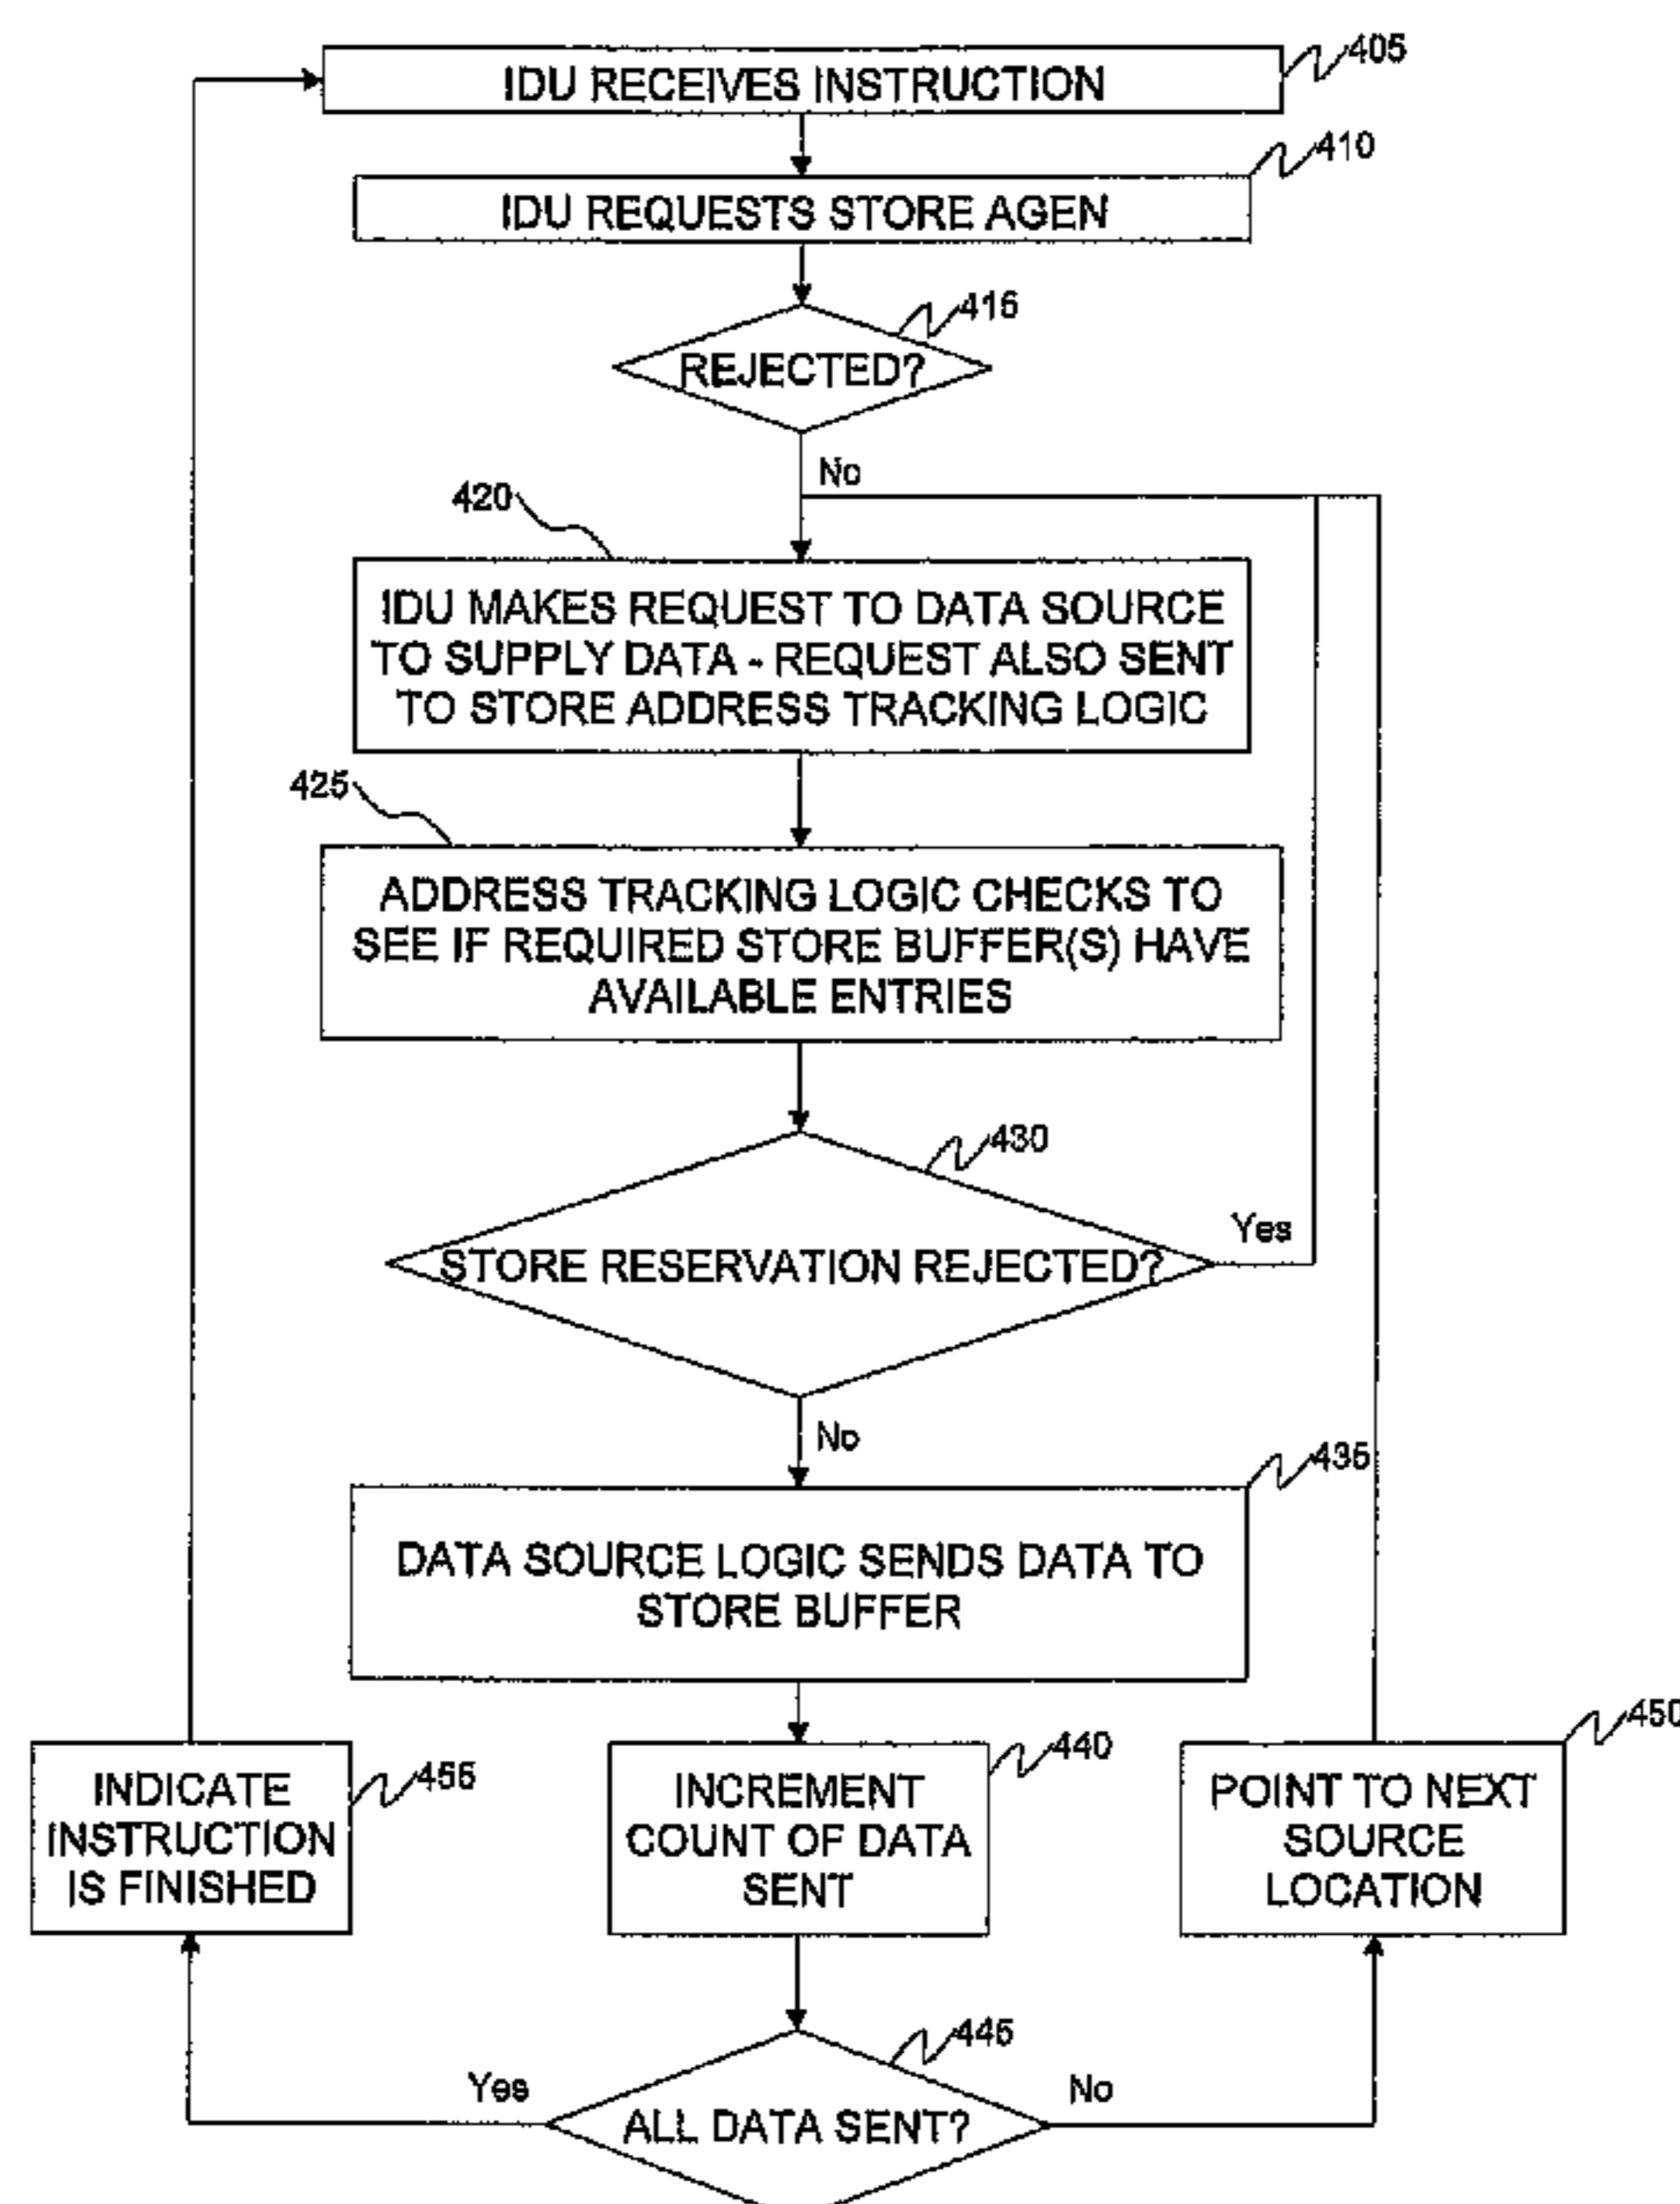 IDU RECEIVES INSTRUCTION
405
IDU REQUESTS STORE AGEN
410
REJECTED?
415
No
420
IDU MAKES REQUEST TO DATA SOURCE
TO SUPPLY DATA - REQUEST ALSO SENT
TO STORE ADDRESS TRACKING LOGIC
425
ADDRESS TRACKING LOGIC CHECKS TO
SEE IF REQUIRED STORE BUFFER(S) HAVE
AVAILABLE ENTRIES
430
STORE RESERVATION REJECTED?
Yes
No
435
DATA SOURCE LOGIC SENDS DATA TO
STORE BUFFER
INDICATE
INSTRUCTION
IS FINISHED
455
INCREMENT
COUNT OF DATA
SENT
440
POINT TO NEXT
SOURCE
LOCATION
450
445
Yes
ALL DATA SENT?
No